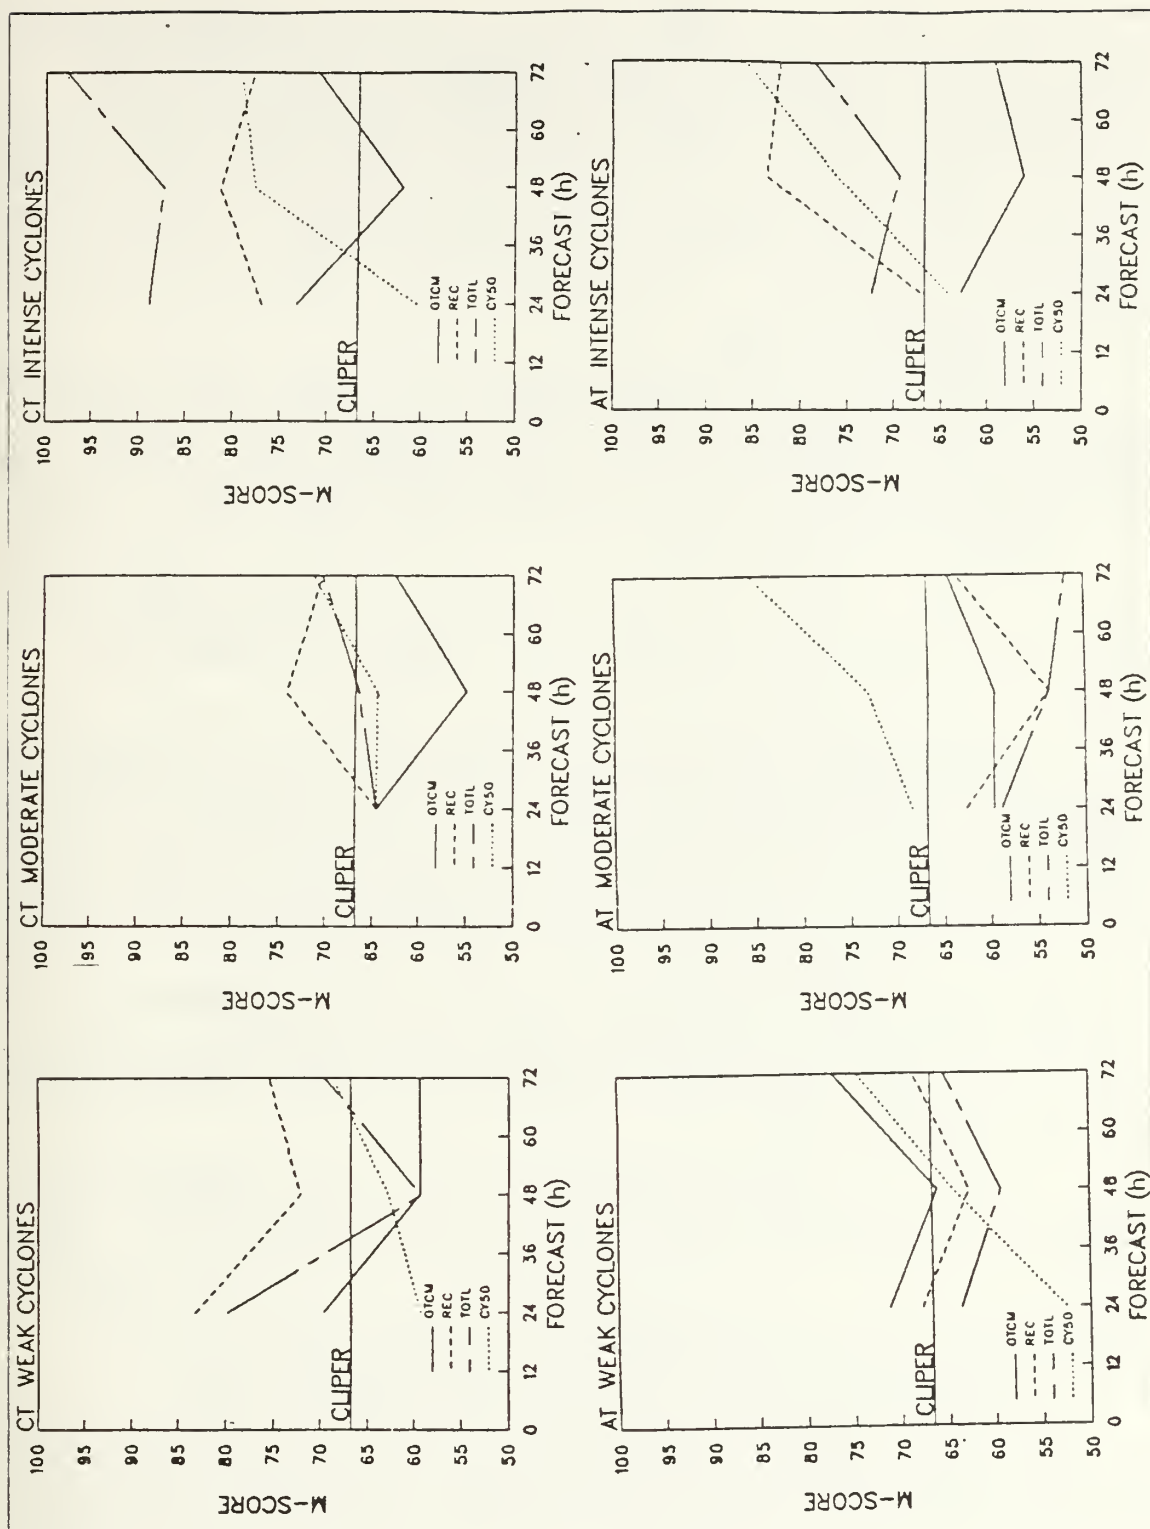 CT WEAK CYCLONES
100
95
90
85
80
75
70
65
60
55
50
M-SCORE
CLIPER
OTCM
REC
TOTL
CY50
0 12 24 36 48 60 72
FORECAST (h)
CT MODERATE CYCLONES
100
95
90
85
80
75
70
65
60
55
50
M-SCORE
CLIPER
OTCM
REC
TOTL
CY50
0 12 24 36 48 60 72
FORECAST (h)
CT INTENSE CYCLONES
100
95
90
85
80
75
70
65
60
55
50
M-SCORE
CLIPER
OTCM
REC
TOTL
CY50
0 12 24 36 48 60 72
FORECAST (h)
AT WEAK CYCLONES
100
95
90
85
80
75
70
65
60
55
50
M-SCORE
CLIPER
OTCM
REC
TOTL
CY50
0 12 24 36 48 60 72
FORECAST (h)
AT MODERATE CYCLONES
100
95
90
85
80
75
70
65
60
55
50
M-SCORE
CLIPER
OTCM
REC
TOTL
CY50
0 12 24 36 48 60 72
FORECAST (h)
AT INTENSE CYCLONES
100
95
90
85
80
75
70
65
60
55
50
M-SCORE
CLIPER
OTCM
REC
TOTL
CY50
0 12 24 36 48 60 72
FORECAST (h)